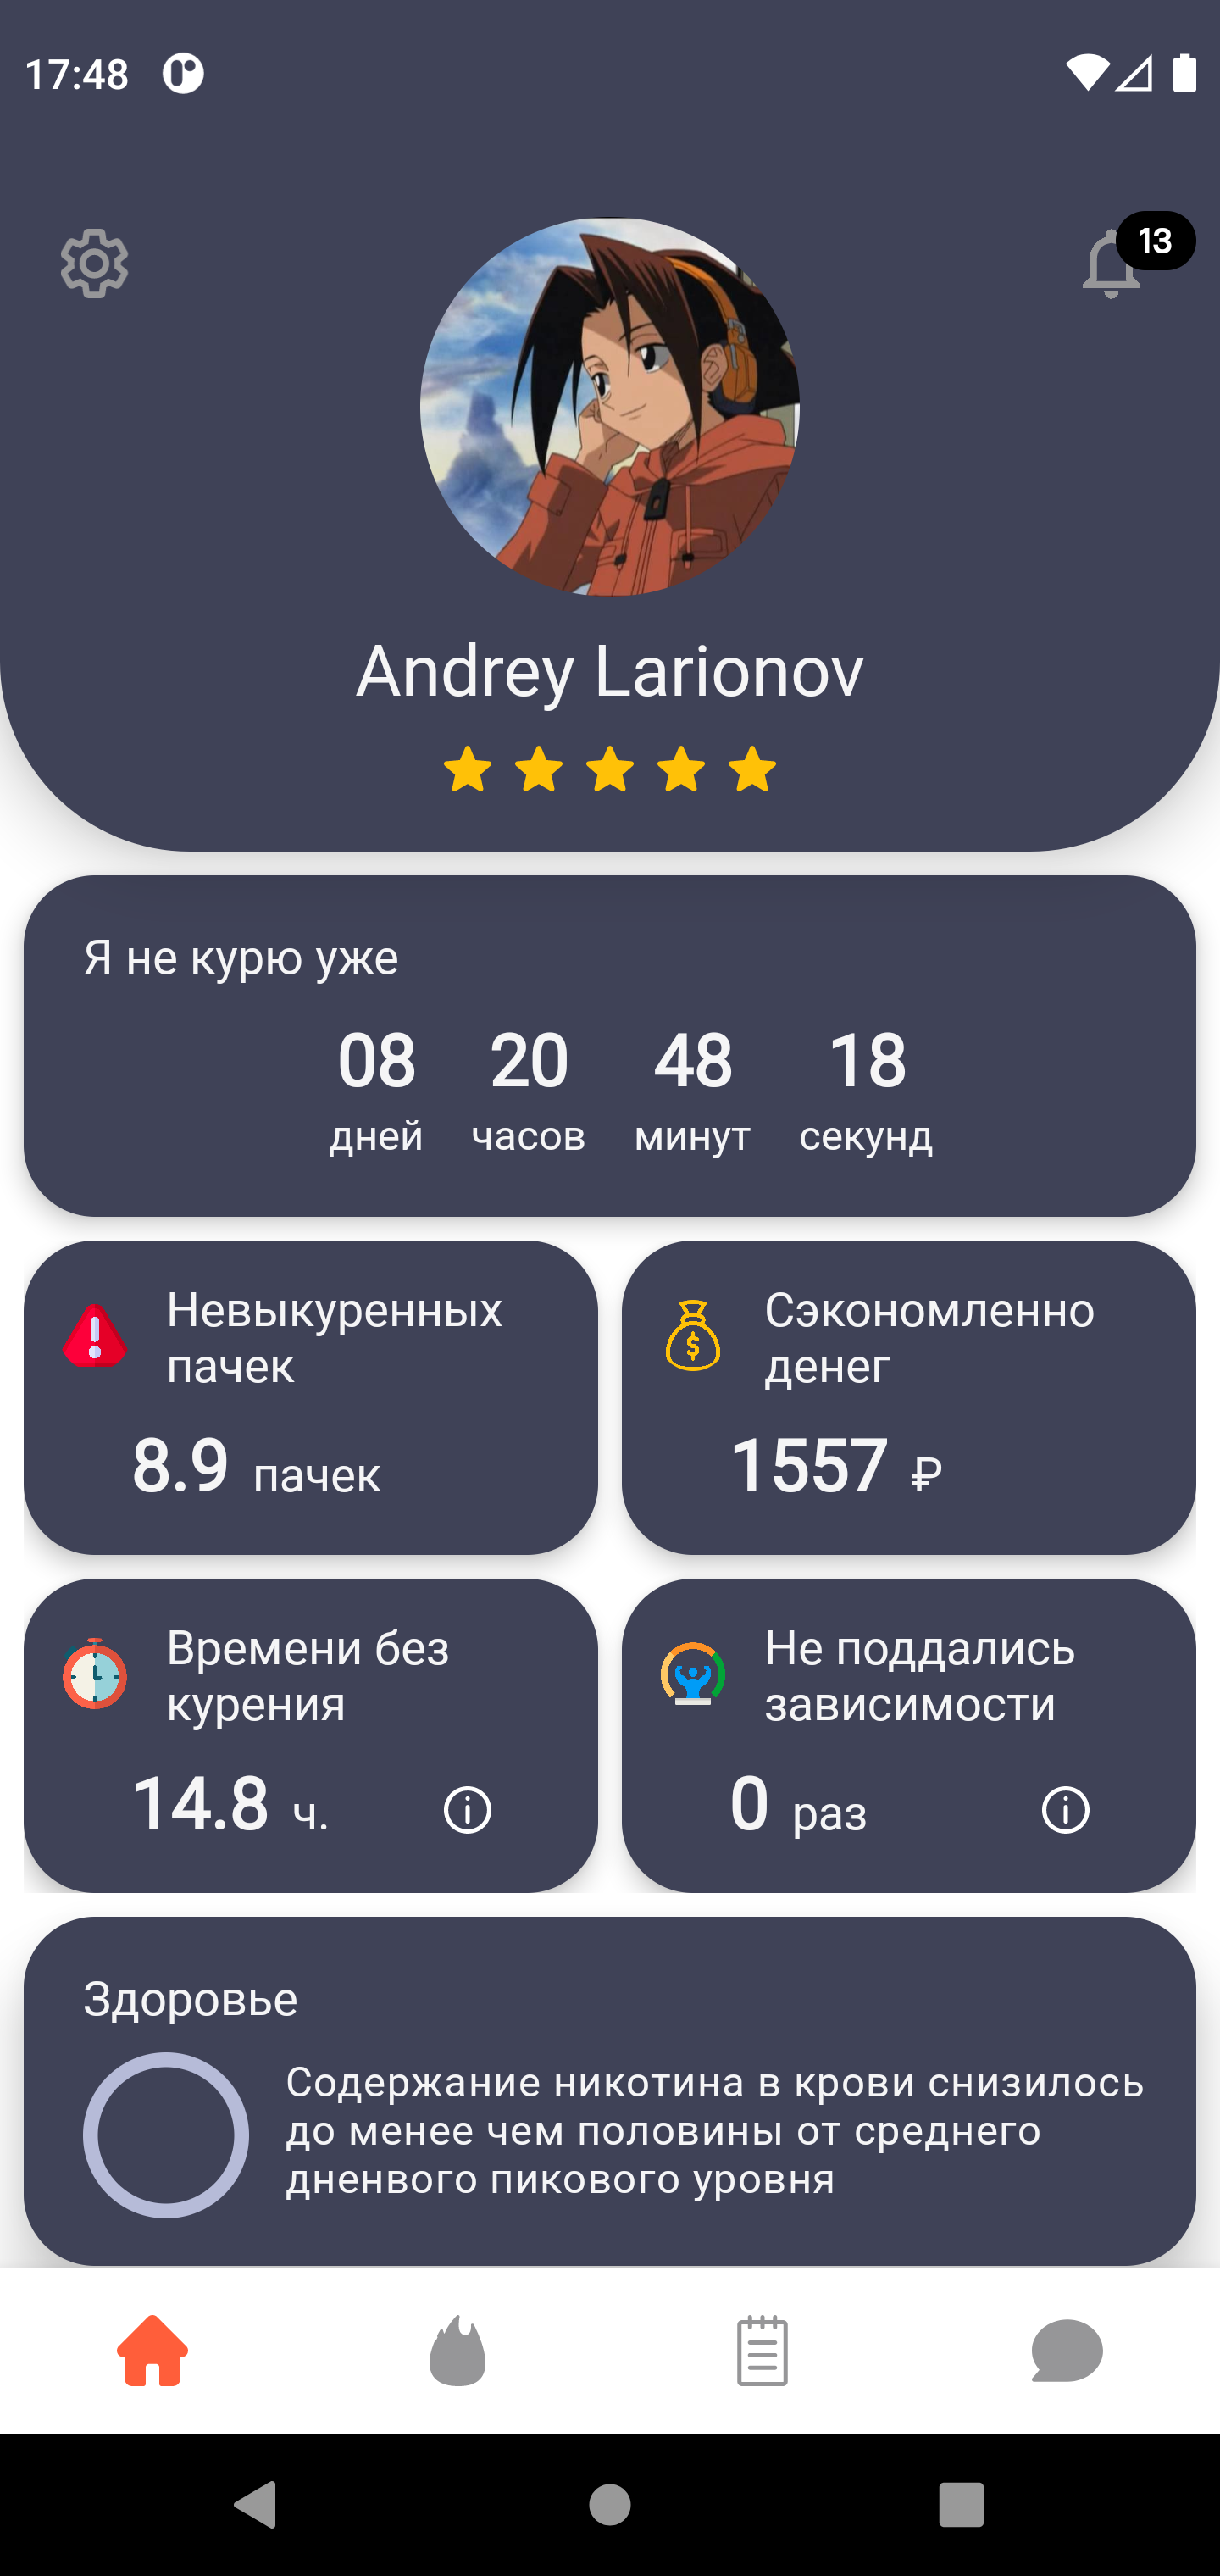 17:48
13
Andrey Larionov
Я не курю уже
08 20 48 18
дней часов минут секунд
Невыкуренных
пачек
8.9 пачек
Сэкономленно
денег
1557 ₽
Времени без
курения
14.8 ч.
Не поддались
зависимости
0 раз
Здоровье
Содержание никотина в крови снизилось
до менее чем половины от среднего
дненвого пикового уровня